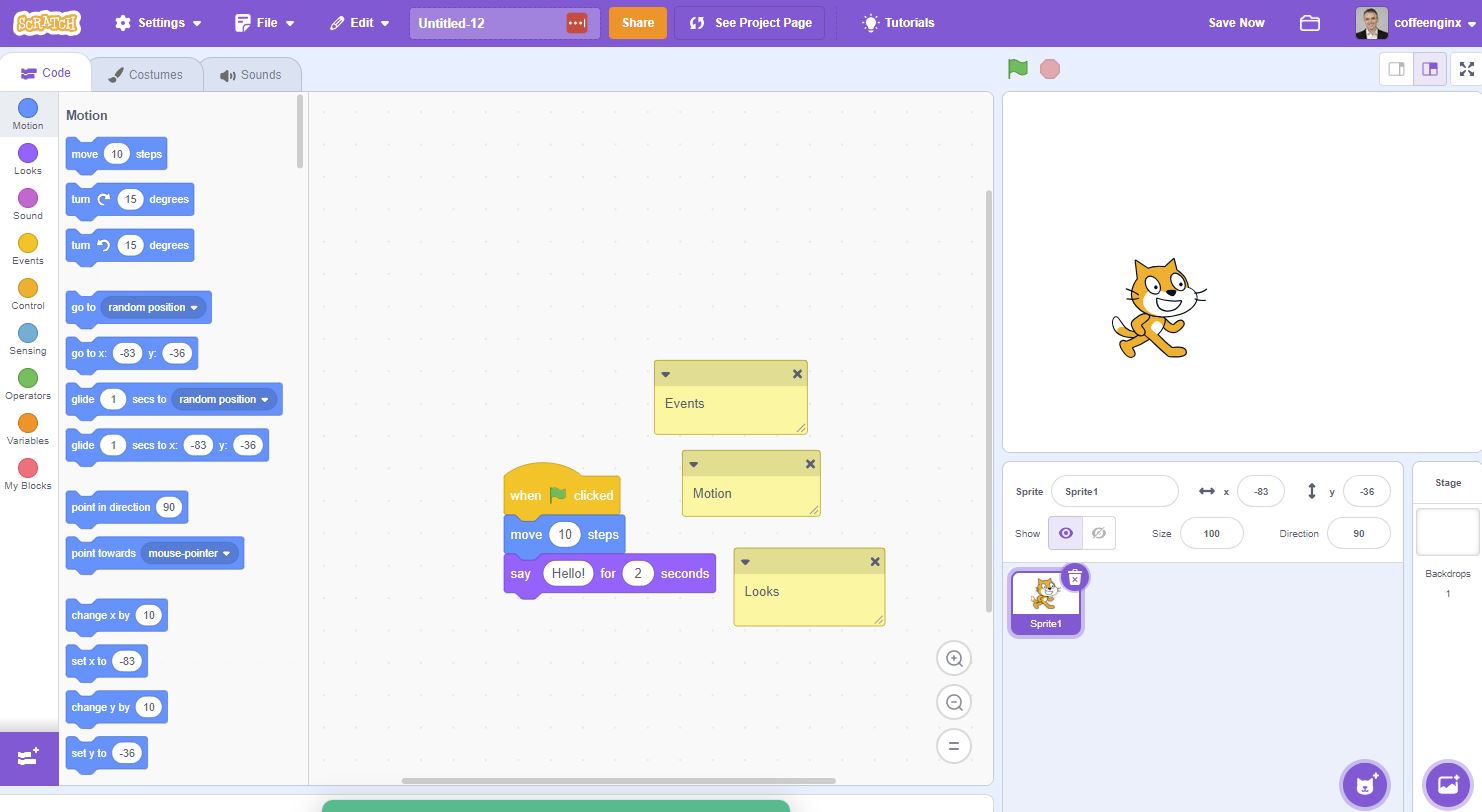 SCRATCH Settings File Edit Untitled-12 Share See Project Page Tutorials Save Now coffeenginx
Code Costumes Sounds
Motion
Looks
Sound
Events
Control
Sensing
Operators
Variables
My Blocks
Motion
move 10 steps
turn 15 degrees
turn 15 degrees
go to random position
go to x: -83 y: -36
glide 1 secs to random position
glide 1 secs to x: -83 y: -36
point in direction 90
point towards mouse-pointer
change x by 10
set x to -83
change y by 10
set y to -36
Events
Motion
when clicked
move 10 steps
say Hello! for 2 seconds
Looks
Sprite Sprite1 x -83 y -36
Show Size 100 Direction 90
Sprite1
Stage
Backdrops
1